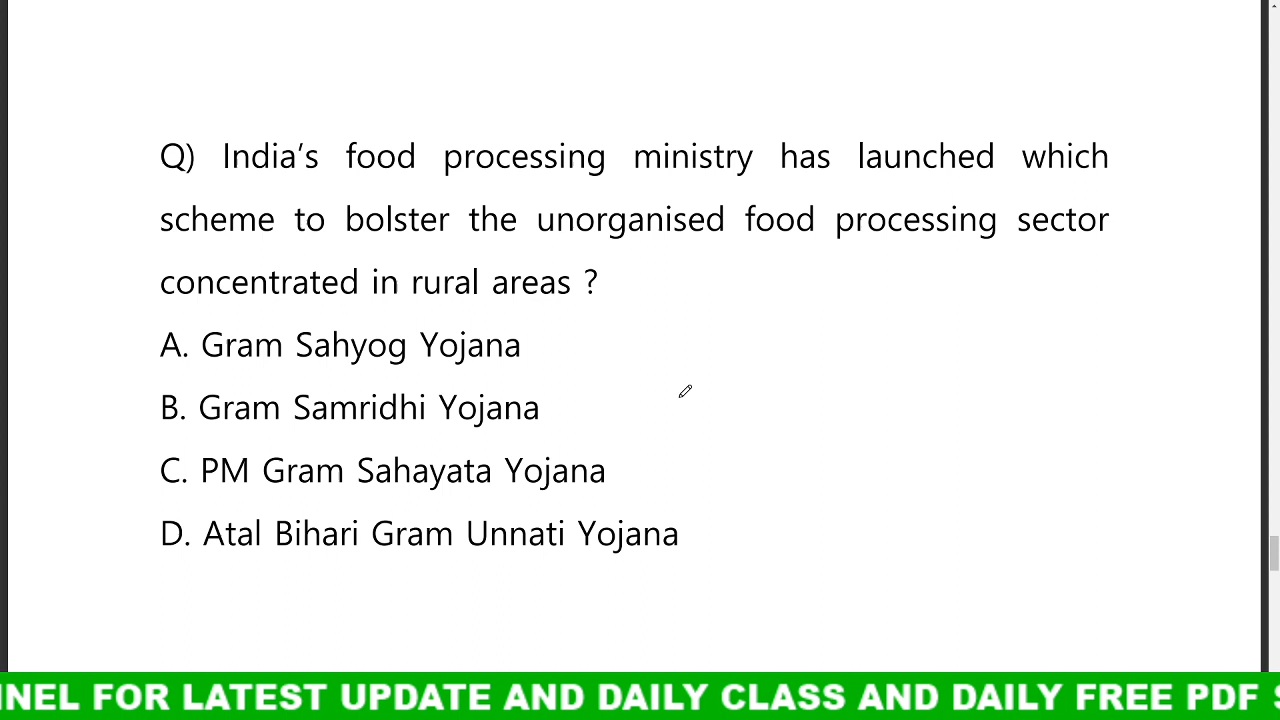 Q) India’s food processing ministry has launched which
scheme to bolster the unorganised food processing sector
concentrated in rural areas ?
A. Gram Sahyog Yojana
B. Gram Samridhi Yojana
C. PM Gram Sahayata Yojana
D. Atal Bihari Gram Unnati Yojana
FOR LATEST UPDATE AND DAILY CLASS AND DAILY FREE PDF